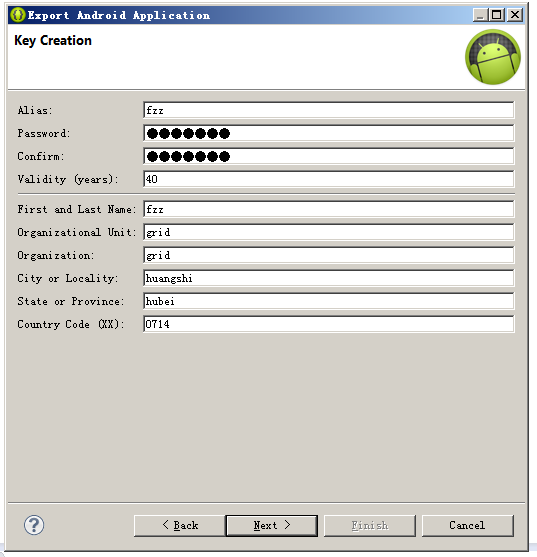 Export Android Application
Key Creation
Alias: fzz
Password: ●●●●●●●
Confirm: ●●●●●●●
Validity (years): 40
First and Last Name: fzz
Organizational Unit: grid
Organization: grid
City or Locality: huangshi
State or Province: hubei
Country Code (XX): 0714
? < Back Next > Finish Cancel